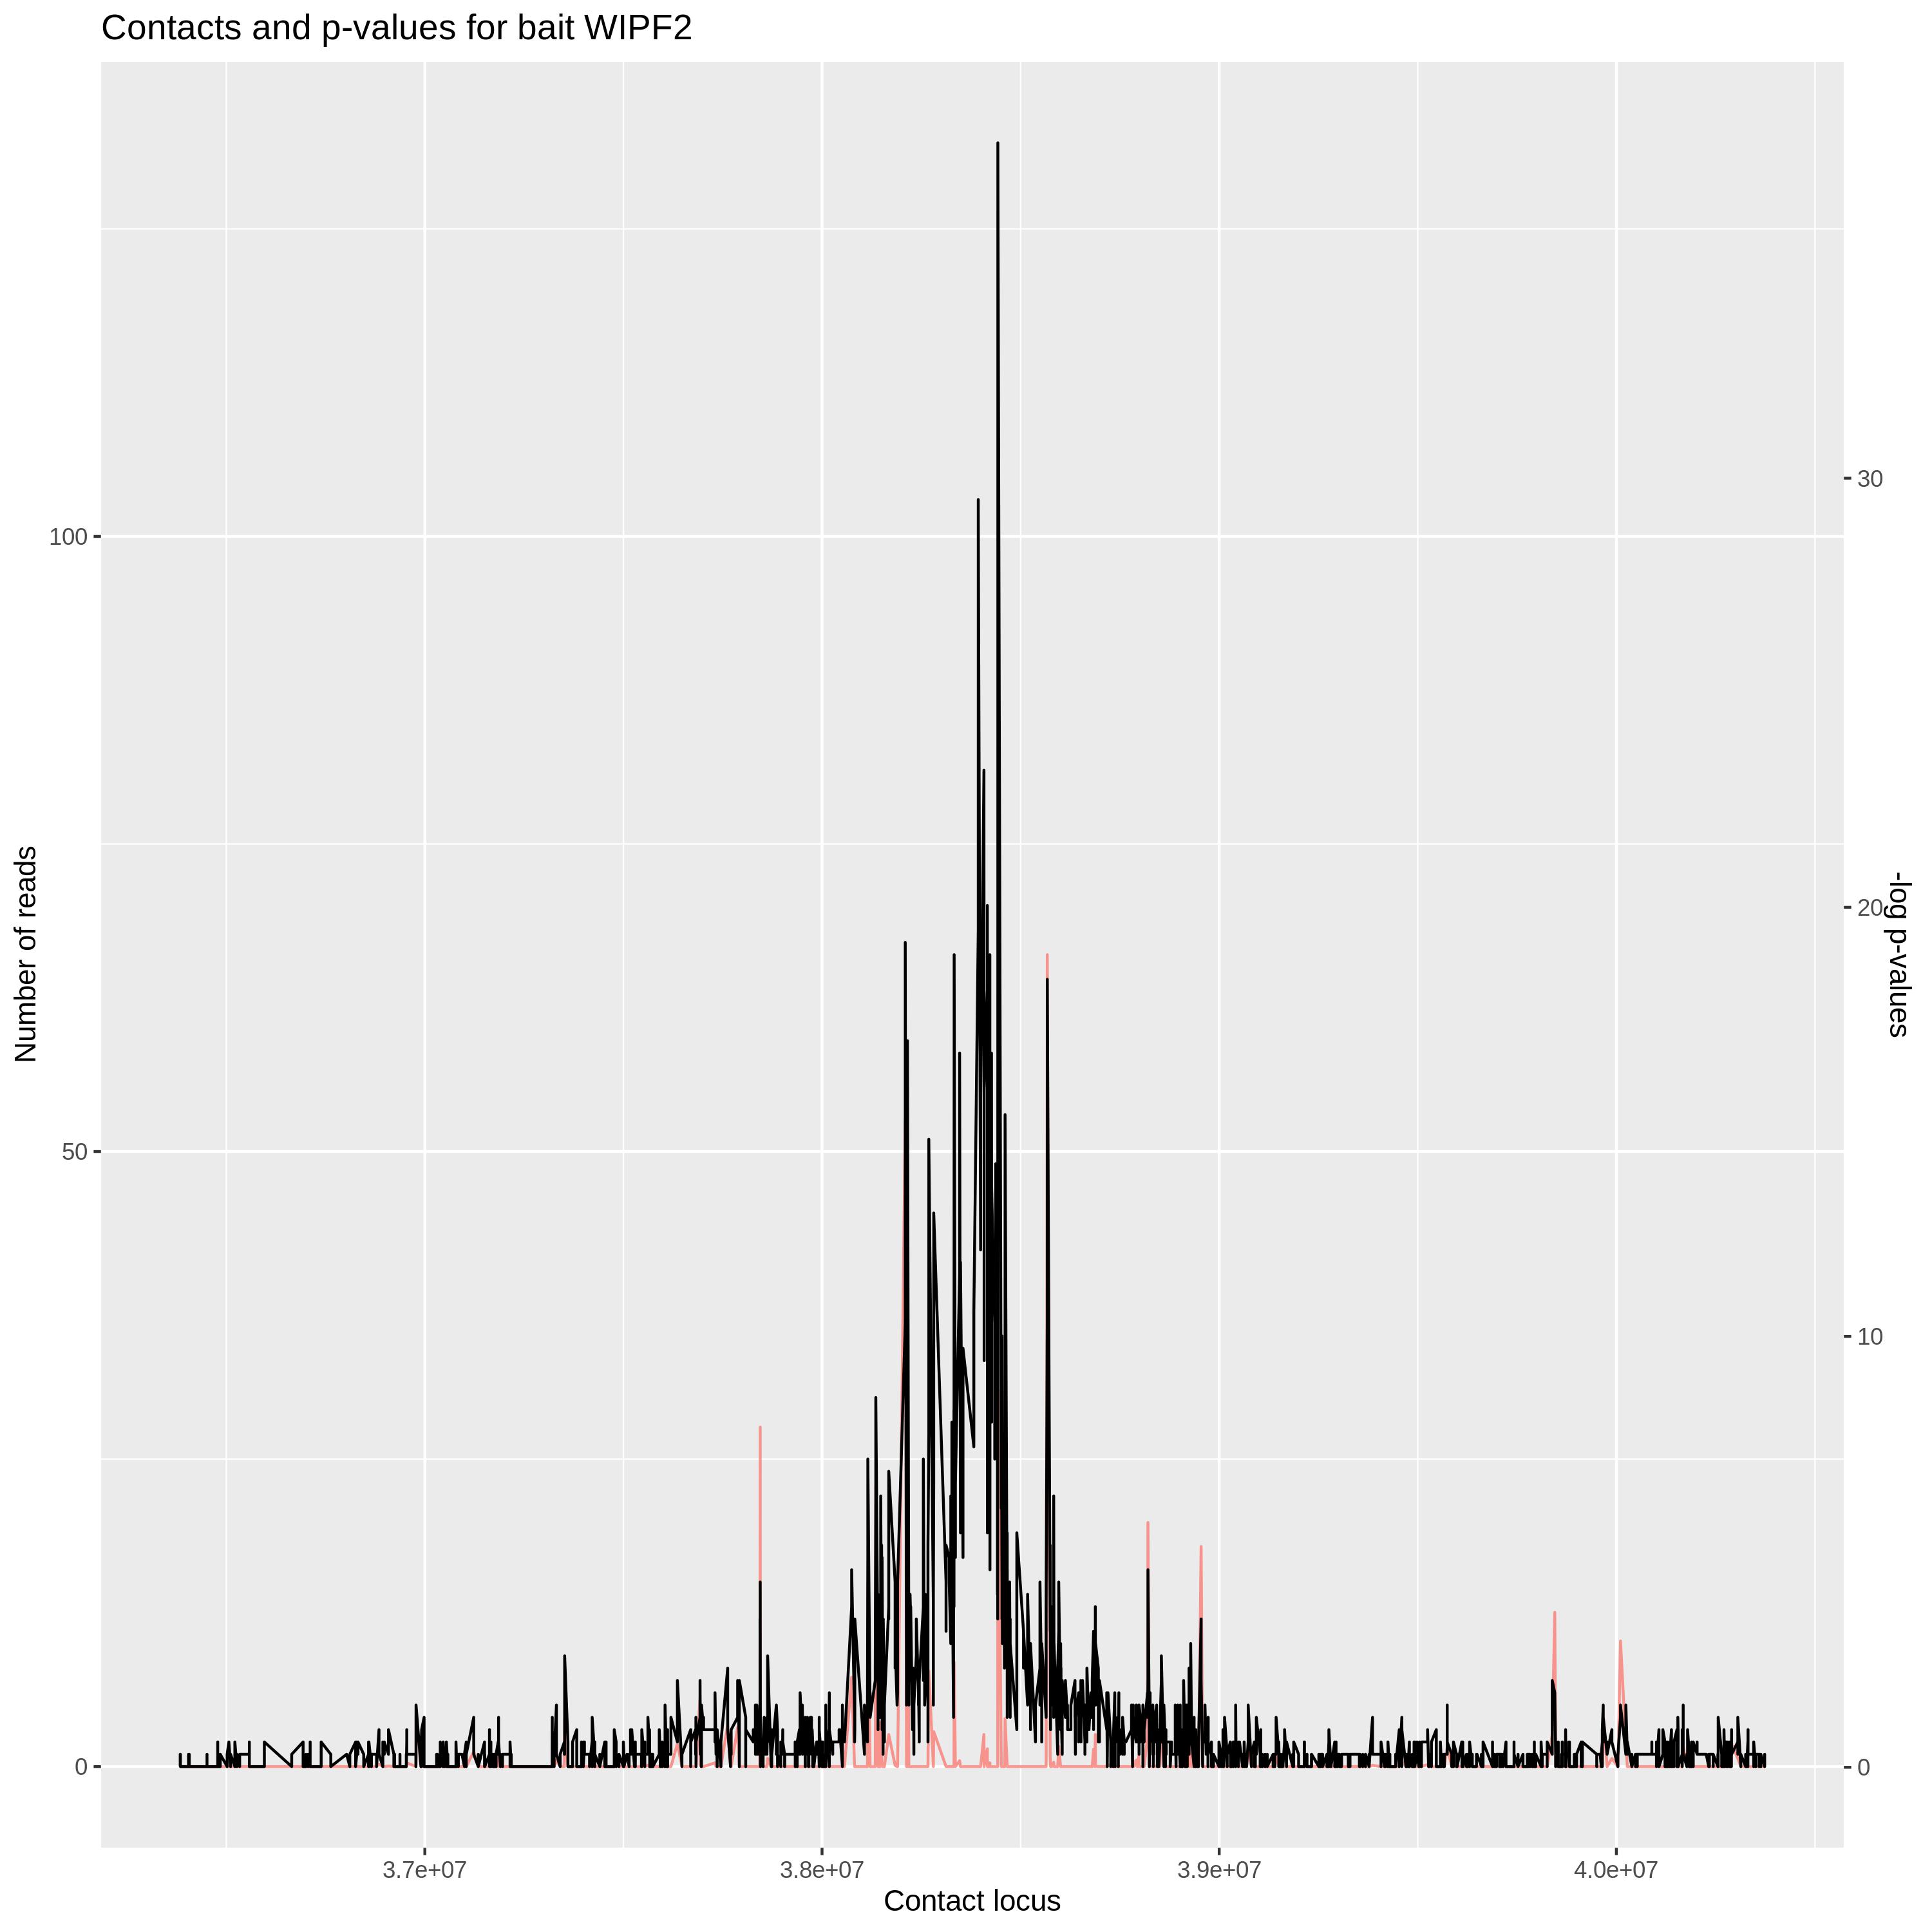 Contacts and p-values for bait WIPF2
100
50
0
Number of reads
30
20
10
0
-log p-values
3.7e+07 3.8e+07 3.9e+07 4.0e+07
Contact locus